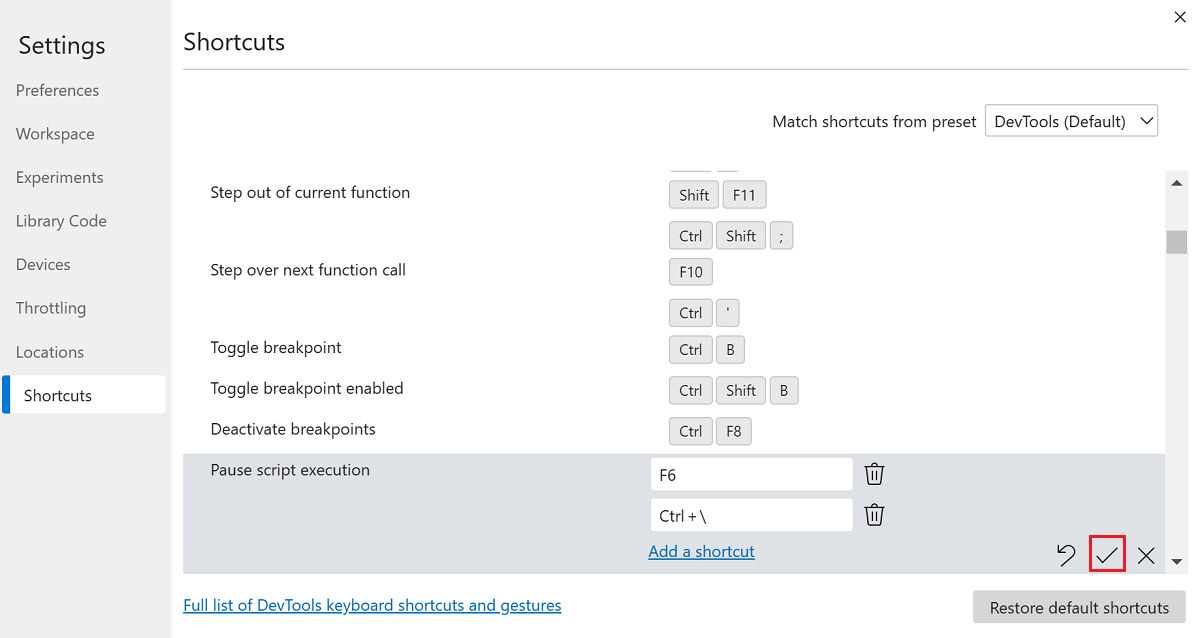 Settings
Preferences
Workspace
Experiments
Library Code
Devices
Throttling
Locations
Shortcuts
Shortcuts
Match shortcuts from preset DevTools (Default)
Step out of current function Shift F11
Ctrl Shift ;
Step over next function call F10
Ctrl '
Toggle breakpoint Ctrl B
Toggle breakpoint enabled Ctrl Shift B
Deactivate breakpoints Ctrl F8
Pause script execution F6
Ctrl + \
Add a shortcut
Full list of DevTools keyboard shortcuts and gestures
Restore default shortcuts